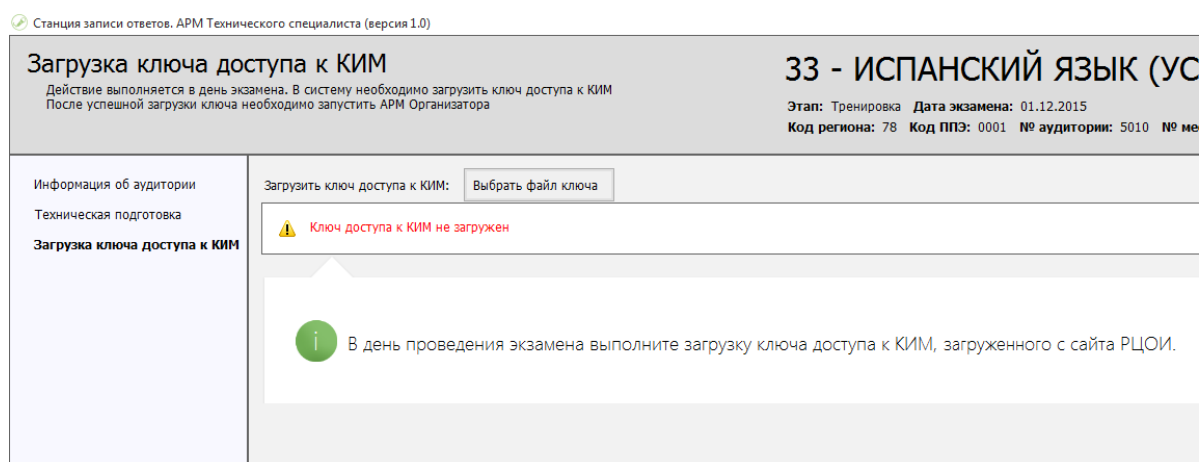 Станция записи ответов. АРМ Технического специалиста (версия 1.0)
Загрузка ключа доступа к КИМ
Действие выполняется в день экзамена. В систему необходимо загрузить ключ доступа к КИМ
После успешной загрузки ключа необходимо запустить АРМ Организатора
33 - ИСПАНСКИЙ ЯЗЫК (УС
Этап: Тренировка Дата экзамена: 01.12.2015
Код региона: 78 Код ППЭ: 0001 № аудитории: 5010 № ме
Информация об аудитории
Техническая подготовка
Загрузка ключа доступа к КИМ
Загрузить ключ доступа к КИМ: Выбрать файл ключа
Ключ доступа к КИМ не загружен
В день проведения экзамена выполните загрузку ключа доступа к КИМ, загруженного с сайта РЦОИ.